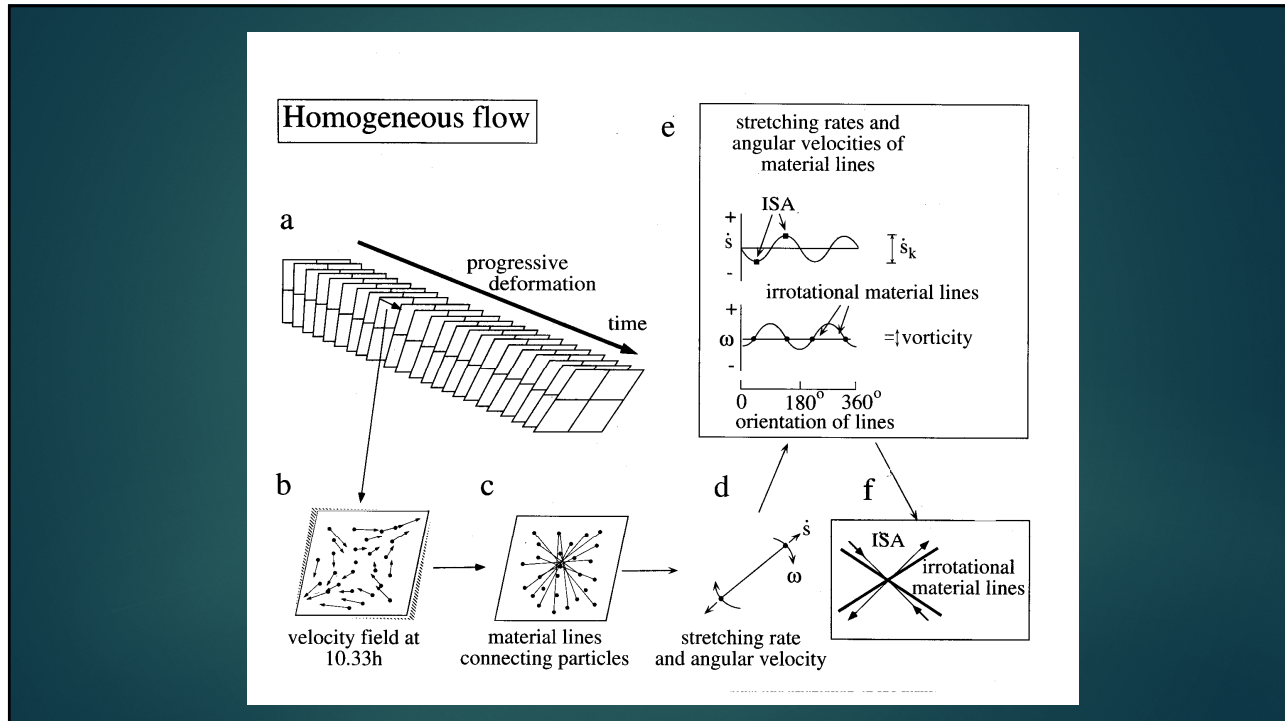 Homogeneous flow
a
progressive
deformation
time
b
velocity field at
10.33h
c
material lines
connecting particles
d
ṡ
ω
stretching rate
and angular velocity
e
stretching rates and
angular velocities of
material lines
ISA
+
ṡ
-
ṡk
irrotational material lines
+
ω
-
=↕ vorticity
0 180° 360°
orientation of lines
f
ISA
irrotational
material lines